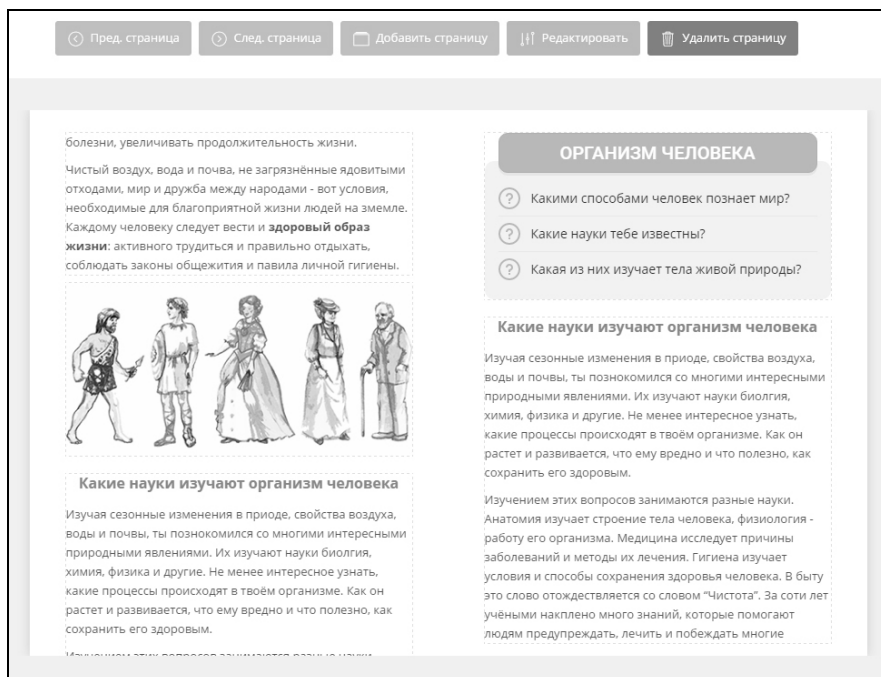 Пред. страница
След. страница
Добавить страницу
Редактировать
Удалить страницу
болезни, увеличивать продолжительность жизни.
Чистый воздух, вода и почва, не загрязнённые ядовитыми
отходами, мир и дружба между народами - вот условия,
необходимые для благоприятной жизни людей на змемле.
Каждому человеку следует вести и здоровый образ
жизни: активного трудиться и правильно отдыхать,
соблюдать законы общежития и павила личной гигиены.
Какие науки изучают организм человека
Изучая сезонные изменения в приоде, свойства воздуха,
воды и почвы, ты познокомился со многими интересными
природными явлениями. Их изучают науки биолгия,
химия, физика и другие. Не менее интересное узнать,
какие процессы происходят в твоём организме. Как он
растет и развивается, что ему вредно и что полезно, как
сохранить его здоровым.
Изучением этих вопросов занимаются разные науки.
ОРГАНИЗМ ЧЕЛОВЕКА
Какими способами человек познает мир?
Какие науки тебе известны?
Какая из них изучает тела живой природы?
Какие науки изучают организм человека
Изучая сезонные изменения в приоде, свойства воздуха,
воды и почвы, ты познокомился со многими интересными
природными явлениями. Их изучают науки биолгия,
химия, физика и другие. Не менее интересное узнать,
какие процессы происходят в твоём организме. Как он
растет и развивается, что ему вредно и что полезно, как
сохранить его здоровым.
Изучением этих вопросов занимаются разные науки.
Анатомия изучает строение тела человека, физиология -
работу его организма. Медицина исследует причины
заболеваний и методы их лечения. Гигиена изучает
условия и способы сохранения здоровья человека. В быту
это слово отождествляется со словом “Чистота”. За соти лет
учёными накплено много знаний, которые помогают
людям предупреждать, лечить и побеждать многие